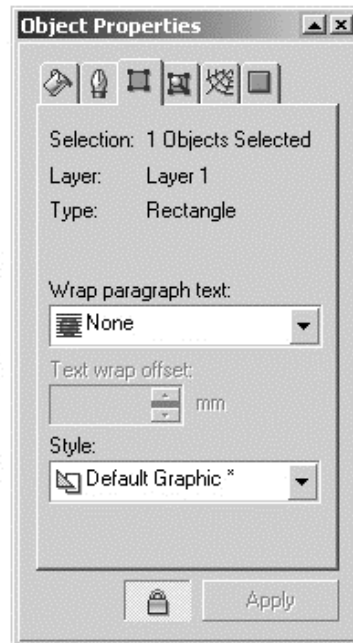 Object Properties
Selection: 1 Objects Selected
Layer: Layer 1
Type: Rectangle
Wrap paragraph text:
None
Text wrap offset:
mm
Style:
Default Graphic *
Apply